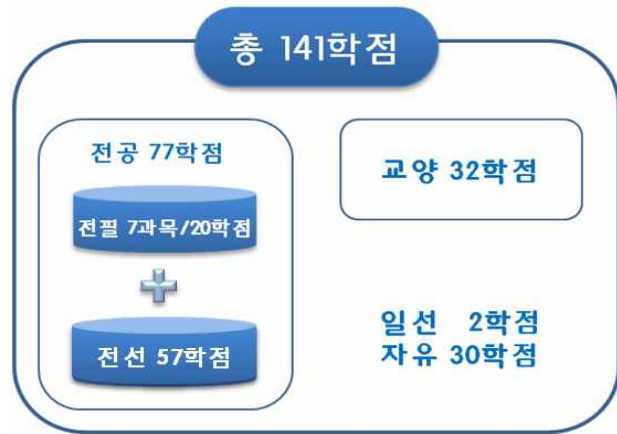 총 141학점
전공 77학점
전필 7과목/20학점
전선 57학점
교양 32학점
일선 2학점
자유 30학점